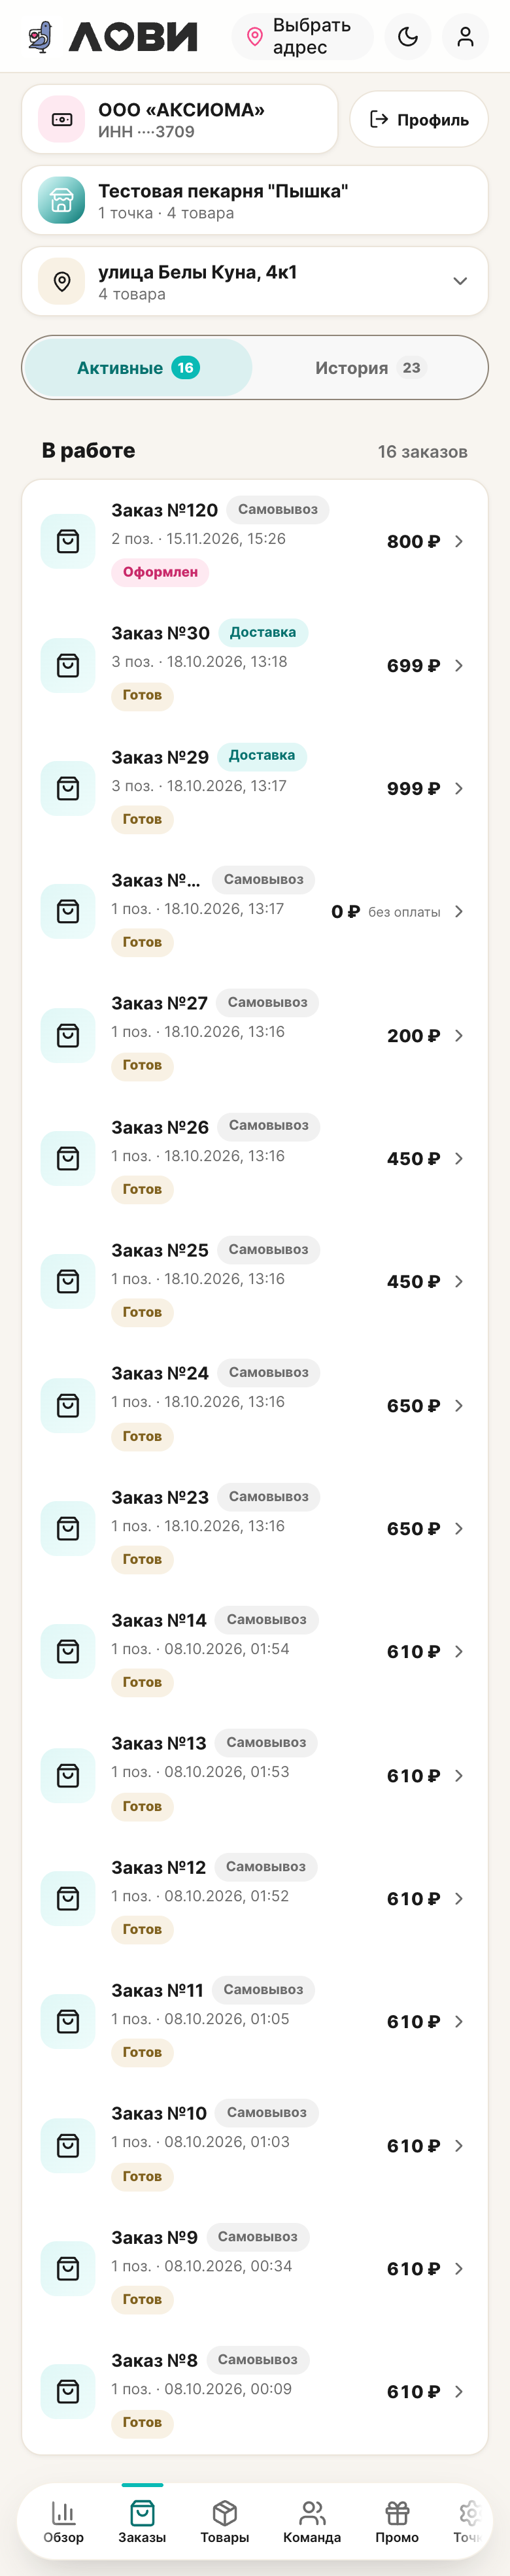 ЛОВИ
Выбрать
адрес
ООО «АКСИОМА»
ИНН ····3709
Профиль
Тестовая пекарня "Пышка"
1 точка · 4 товара
улица Белы Куна, 4к1
4 товара
Активные 16
История 23
В работе
16 заказов
Заказ №120 Самовывоз
2 поз. · 15.11.2026, 15:26
800 ₽
Оформлен
Заказ №30 Доставка
3 поз. · 18.10.2026, 13:18
699 ₽
Готов
Заказ №29 Доставка
3 поз. · 18.10.2026, 13:17
999 ₽
Готов
Заказ №... Самовывоз
1 поз. · 18.10.2026, 13:17
0 ₽ без оплаты
Готов
Заказ №27 Самовывоз
1 поз. · 18.10.2026, 13:16
200 ₽
Готов
Заказ №26 Самовывоз
1 поз. · 18.10.2026, 13:16
450 ₽
Готов
Заказ №25 Самовывоз
1 поз. · 18.10.2026, 13:16
450 ₽
Готов
Заказ №24 Самовывоз
1 поз. · 18.10.2026, 13:16
650 ₽
Готов
Заказ №23 Самовывоз
1 поз. · 18.10.2026, 13:16
650 ₽
Готов
Заказ №14 Самовывоз
1 поз. · 08.10.2026, 01:54
610 ₽
Готов
Заказ №13 Самовывоз
1 поз. · 08.10.2026, 01:53
610 ₽
Готов
Заказ №12 Самовывоз
1 поз. · 08.10.2026, 01:52
610 ₽
Готов
Заказ №11 Самовывоз
1 поз. · 08.10.2026, 01:05
610 ₽
Готов
Заказ №10 Самовывоз
1 поз. · 08.10.2026, 01:03
610 ₽
Готов
Заказ №9 Самовывоз
1 поз. · 08.10.2026, 00:34
610 ₽
Готов
Заказ №8 Самовывоз
1 поз. · 08.10.2026, 00:09
610 ₽
Готов
Обзор
Заказы
Товары
Команда
Промо